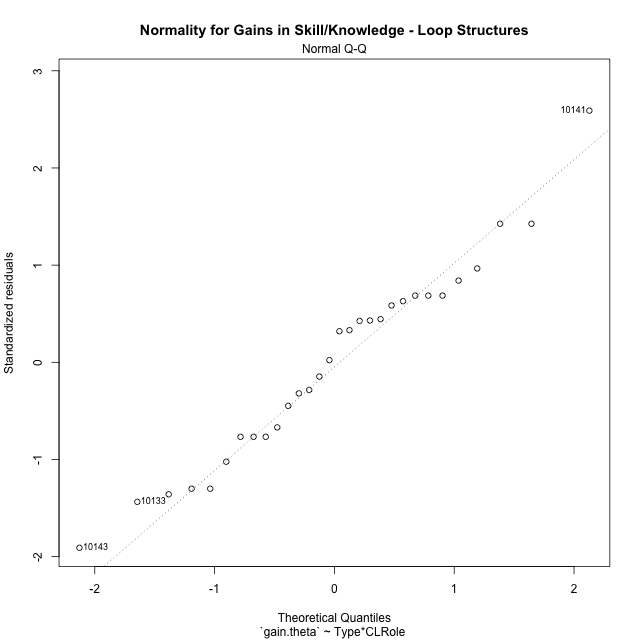 Normality for Gains in Skill/Knowledge - Loop Structures
Normal Q-Q
3
2
1
0
-1
-2
Standardized residuals
10141
10133
10143
-2
-1
0
1
2
Theoretical Quantiles
`gain.theta` ~ Type*CLRole